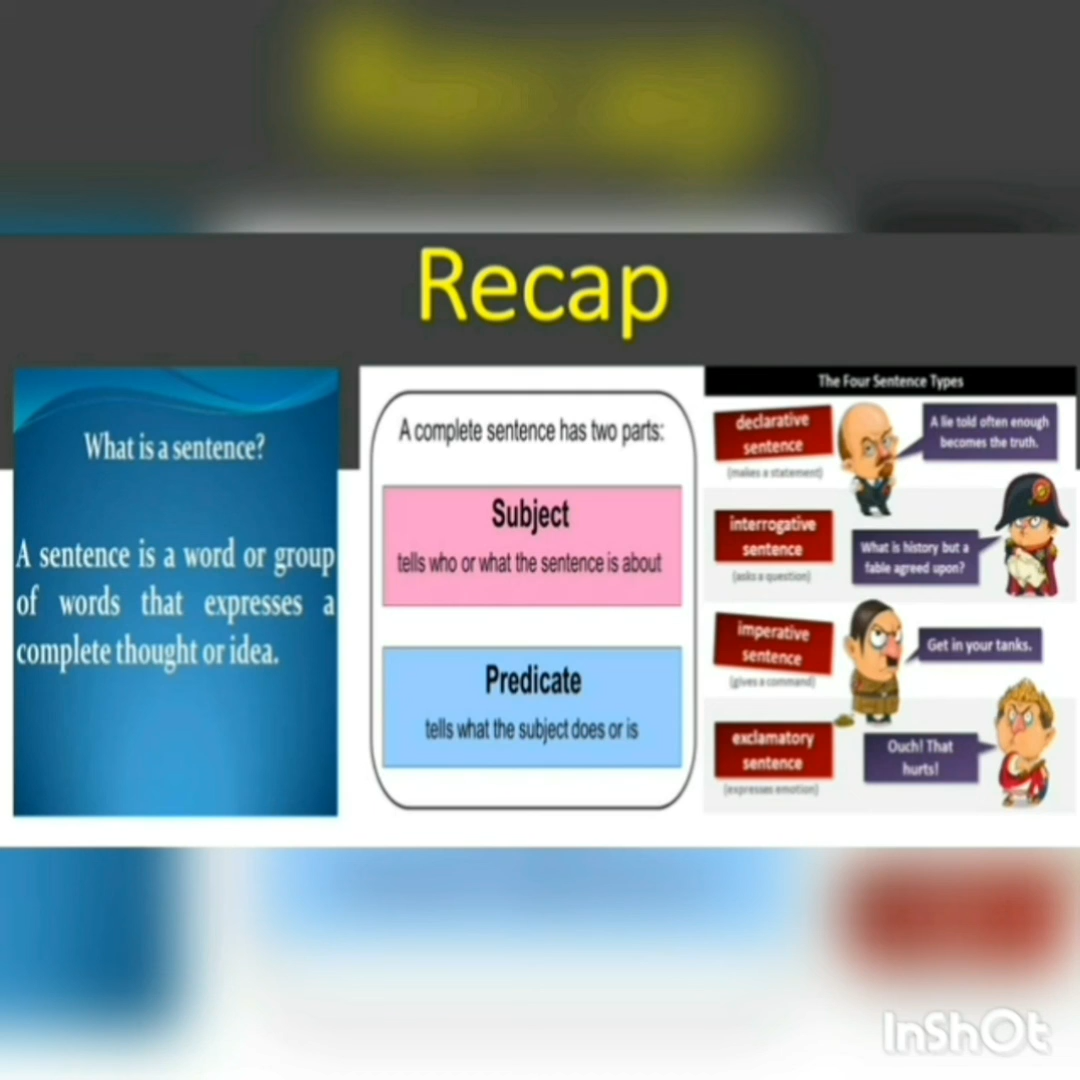 Recap
What is a sentence?
A sentence is a word or group
of words that expresses a
complete thought or idea.
A complete sentence has two parts:
Subject
tells who or what the sentence is about
Predicate
tells what the subject does or is
The Four Sentence Types
declarative
sentence
(makes a statement)
A lie told often enough
becomes the truth.
interrogative
sentence
(asks a question)
What is history but a
fable agreed upon?
imperative
sentence
(gives a command)
Get in your tanks.
exclamatory
sentence
(expresses emotion)
Ouch! That
hurts!
InShOt